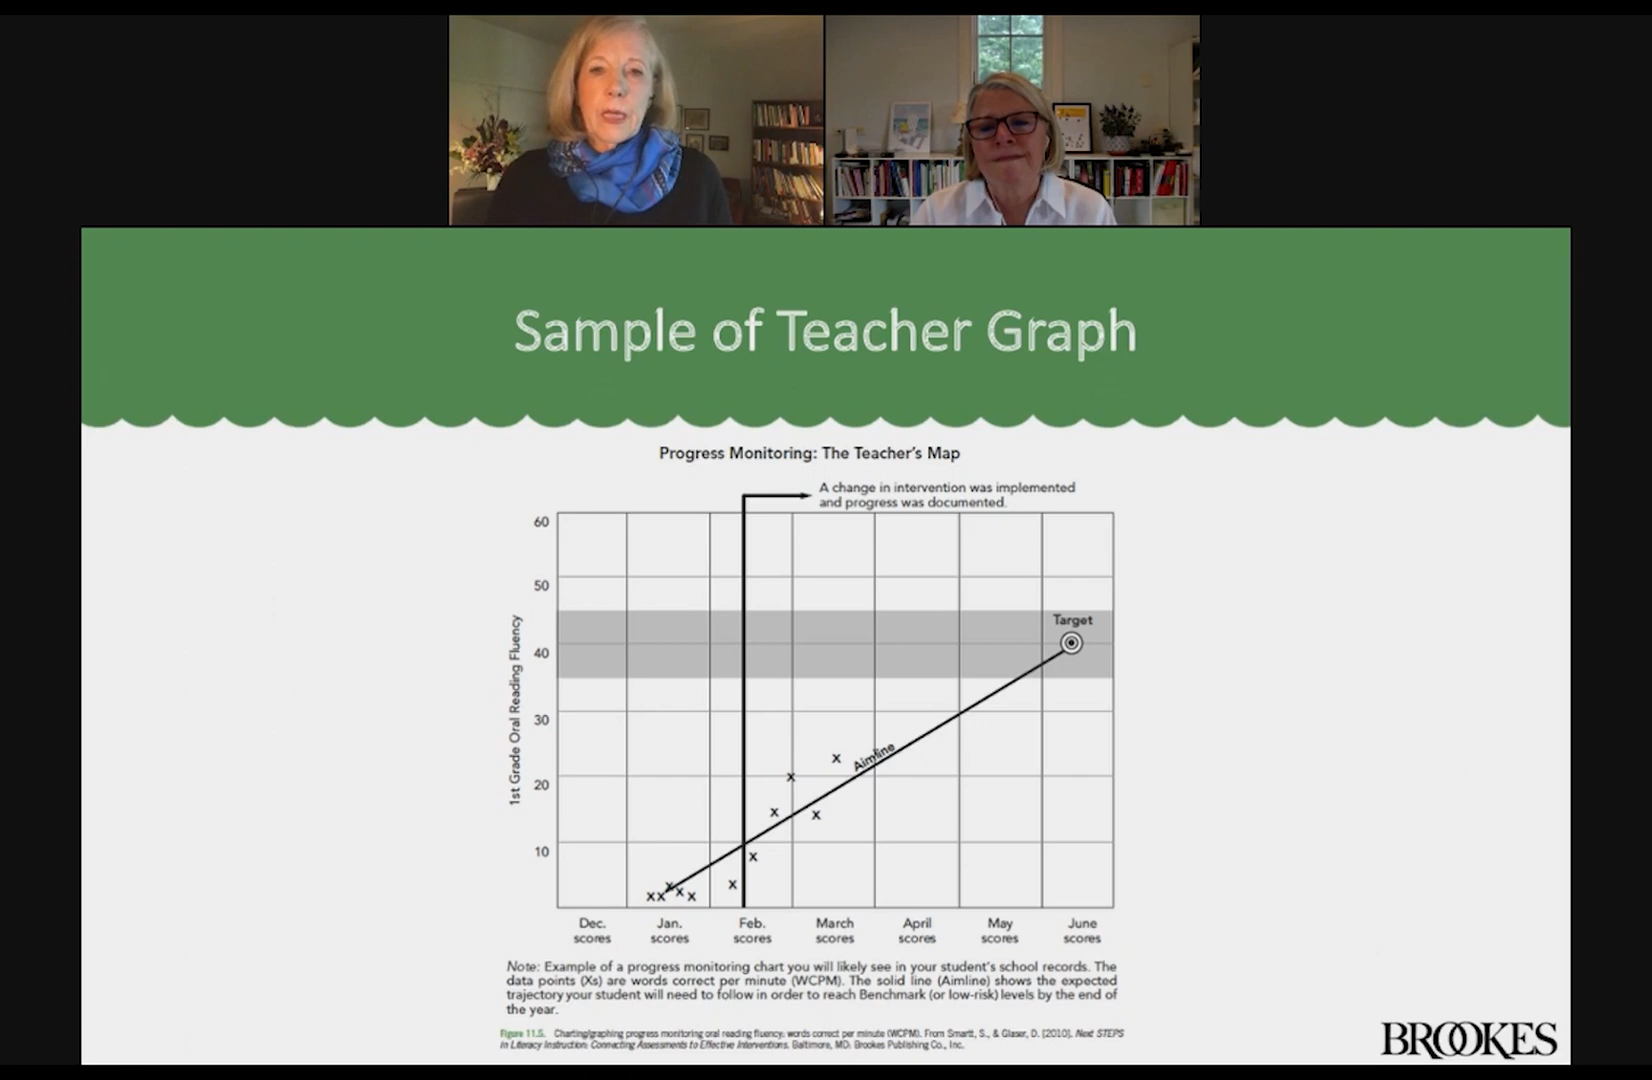 Sample of Teacher Graph
Progress Monitoring: The Teacher's Map
A change in intervention was implemented
and progress was documented.
60
50
40
30
20
10
1st Grade Oral Reading Fluency
Target
Aimline
Dec.
scores
Jan.
scores
Feb.
scores
March
scores
April
scores
May
scores
June
scores
Note: Example of a progress monitoring chart you will likely see in your student's school records. The
data points (Xs) are words correct per minute (WCPM). The solid line (Aimline) shows the expected
trajectory your student will need to follow in order to reach Benchmark (or low-risk) levels by the end of
the year.
Figure 11.5. Charting/graphing progress monitoring oral reading fluency: words correct per minute (WCPM). From Smartt, S., & Glaser, D. (2010). Next STEPS
in Literacy Instruction: Connecting Assessments to Effective Interventions. Baltimore, MD: Brookes Publishing Co., Inc.
BROOKES